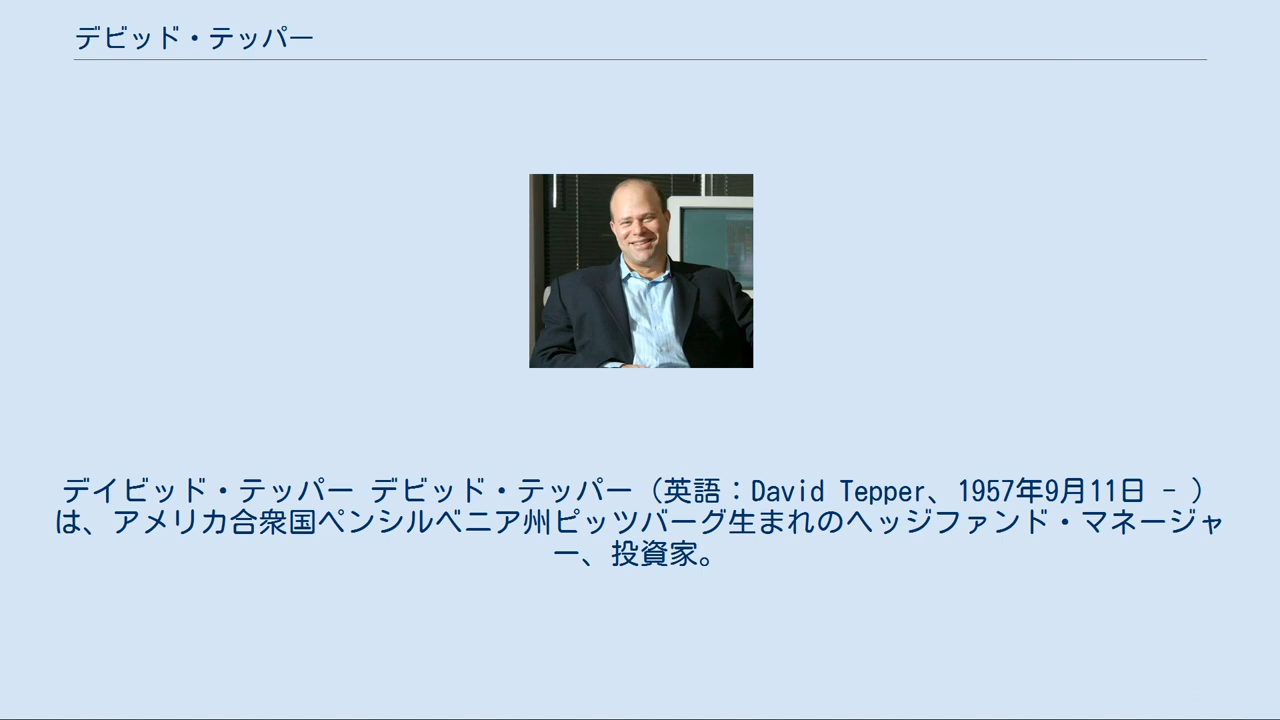 デビッド・テッパー
デイビッド・テッパー デビッド・テッパー（英語：David Tepper、1957年9月11日 - ）
は、アメリカ合衆国ペンシルベニア州ピッツバーグ生まれのヘッジファンド・マネージャ
ー、投資家。